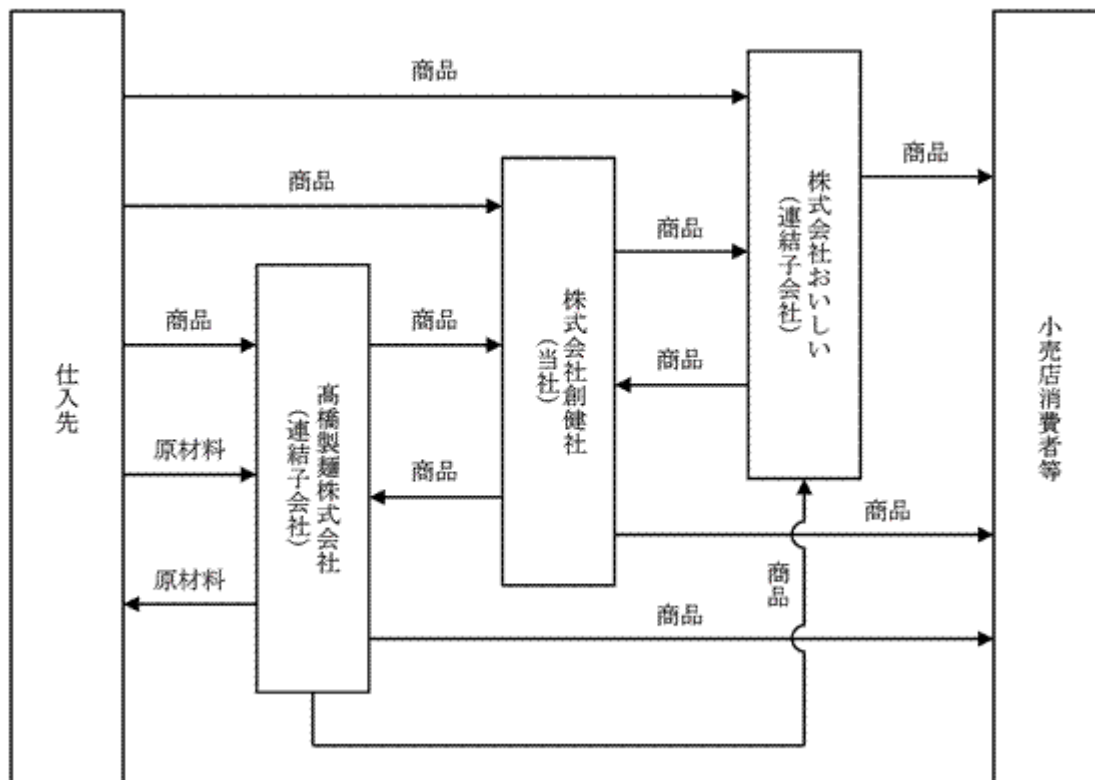 仕入先
商品
商品
商品
原材料
原材料
髙橋製麺株式会社
(連結子会社)
商品
商品
株式会社創健社
(当社)
商品
商品
株式会社おいしい
(連結子会社)
商品
商品
商品
商品
小売店消費者等